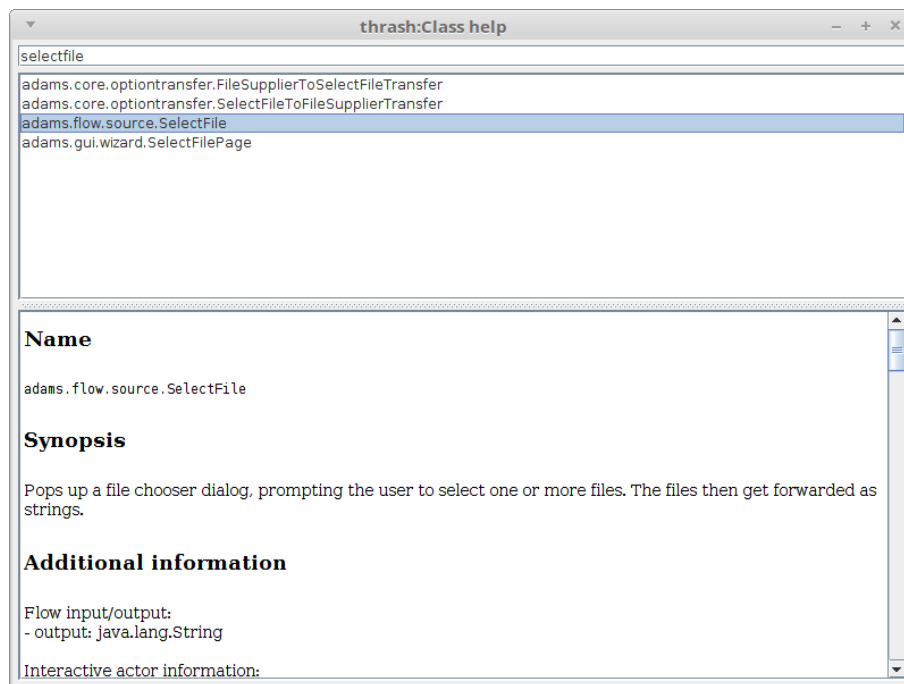 thrash:Class help
selectfile
adams.core.optiontransfer.FileSupplierToSelectFileTransfer
adams.core.optiontransfer.SelectFileToFileSupplierTransfer
adams.flow.source.SelectFile
adams.gui.wizard.SelectFilePage
Name
adams.flow.source.SelectFile
Synopsis
Pops up a file chooser dialog, prompting the user to select one or more files. The files then get forwarded as
strings.
Additional information
Flow input/output:
- output: java.lang.String
Interactive actor information: